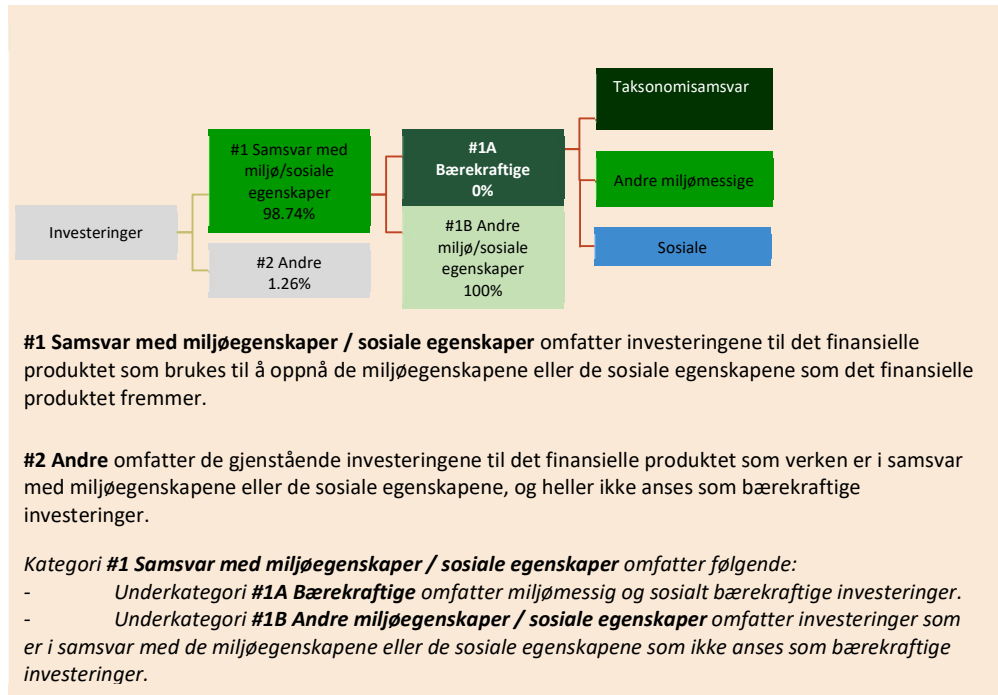 Taksonomisamsvar
#1 Samsvar med
miljø/sosiale
egenskaper
98.74%
#1A
Bærekraftige
0%
Andre miljømessige
Investeringer
#1B Andre
miljø/sosiale
egenskaper
100%
Sosiale
#2 Andre
1.26%
#1 Samsvar med miljøegenskaper / sosiale egenskaper omfatter investeringene til det finansielle
produktet som brukes til å oppnå de miljøegenskapene eller de sosiale egenskapene som det finansielle
produktet fremmer.
#2 Andre omfatter de gjenstående investeringene til det finansielle produktet som verken er i samsvar
med miljøegenskapene eller de sosiale egenskapene, og heller ikke anses som bærekraftige
investeringer.
Kategori #1 Samsvar med miljøegenskaper / sosiale egenskaper omfatter følgende:
- Underkategori #1A Bærekraftige omfatter miljømessig og sosialt bærekraftige investeringer.
- Underkategori #1B Andre miljøegenskaper / sosiale egenskaper omfatter investeringer som
er i samsvar med de miljøegenskapene eller de sosiale egenskapene som ikke anses som bærekraftige
investeringer.